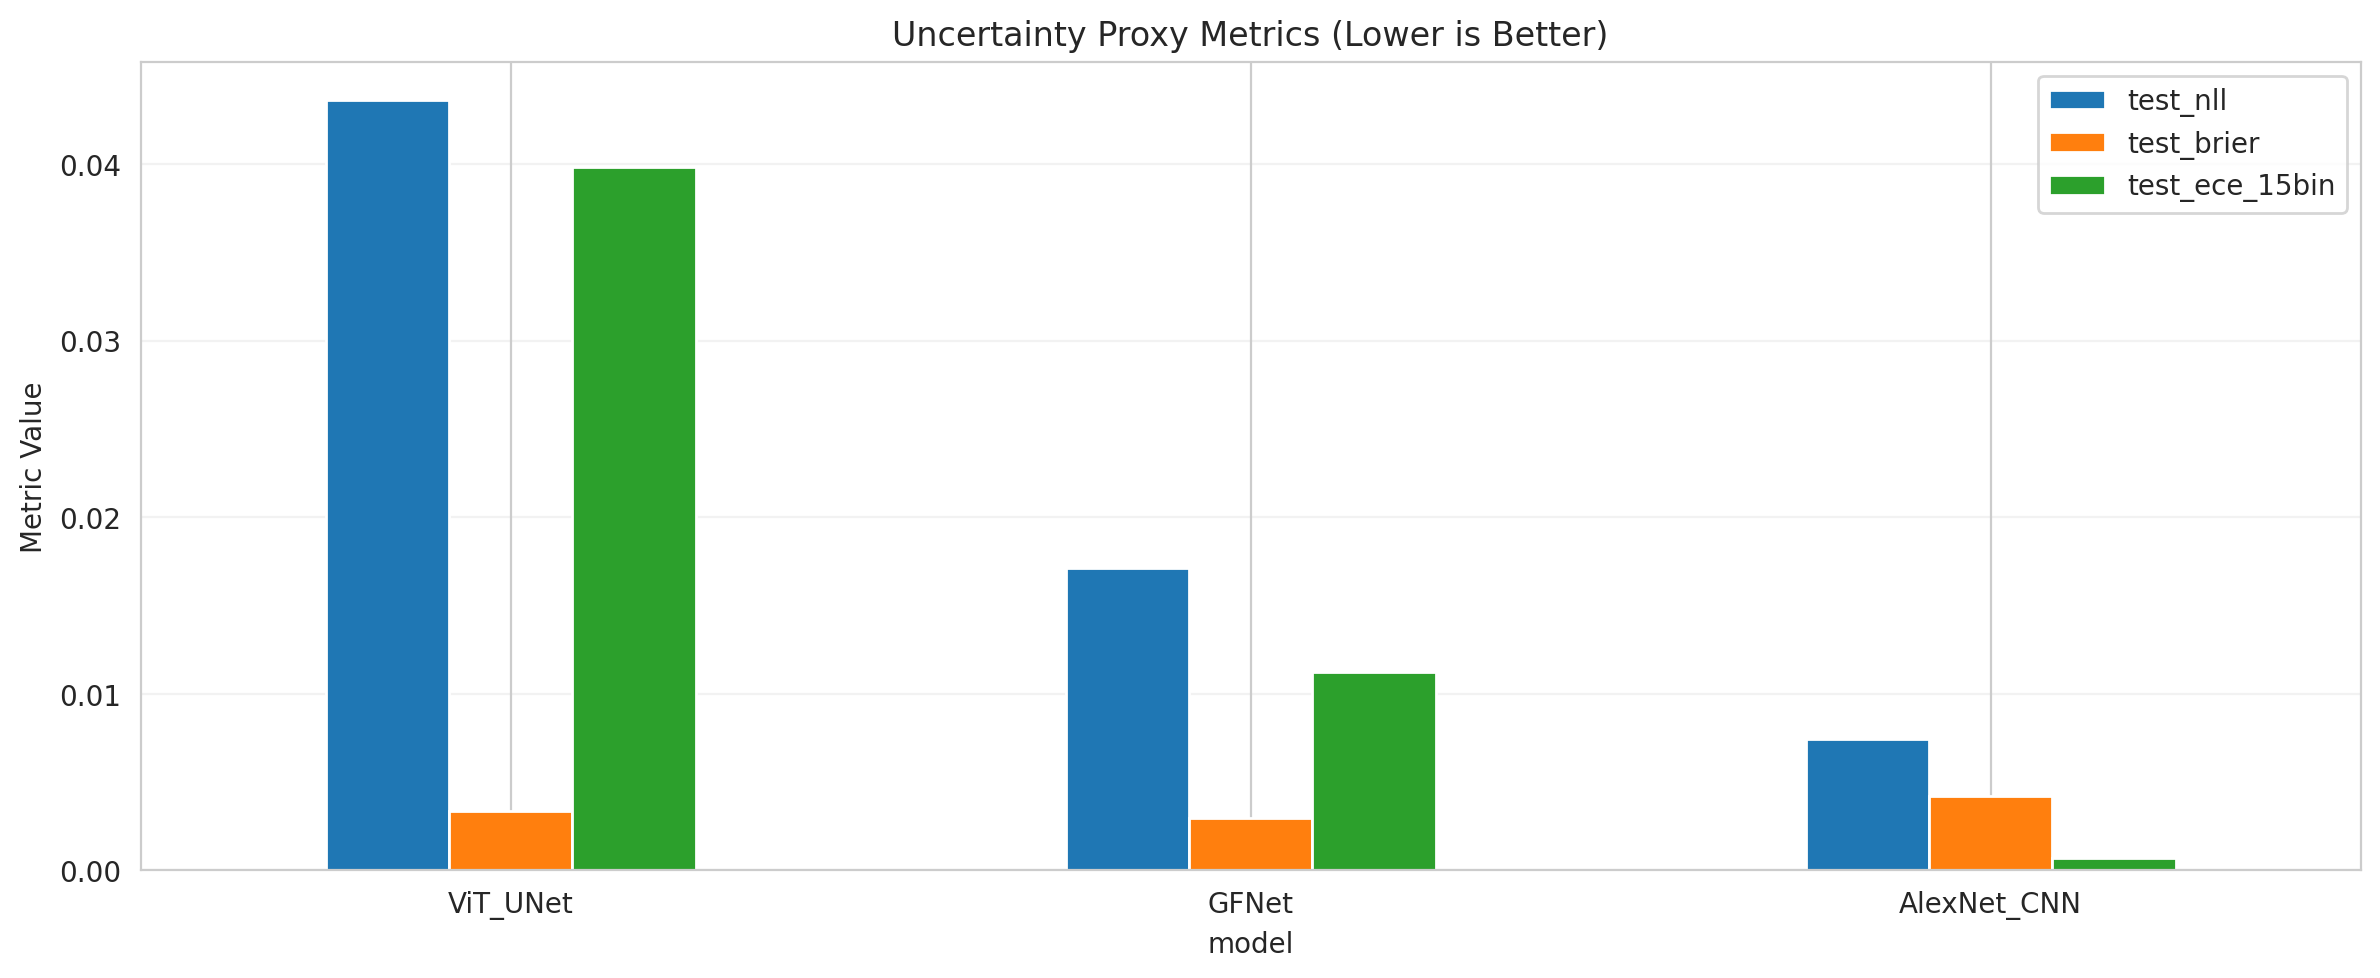 Uncertainty Proxy Metrics (Lower is Better)
test_nll
test_brier
test_ece_15bin
Metric Value
0.04
0.03
0.02
0.01
0.00
ViT_UNet
GFNet
AlexNet_CNN
model